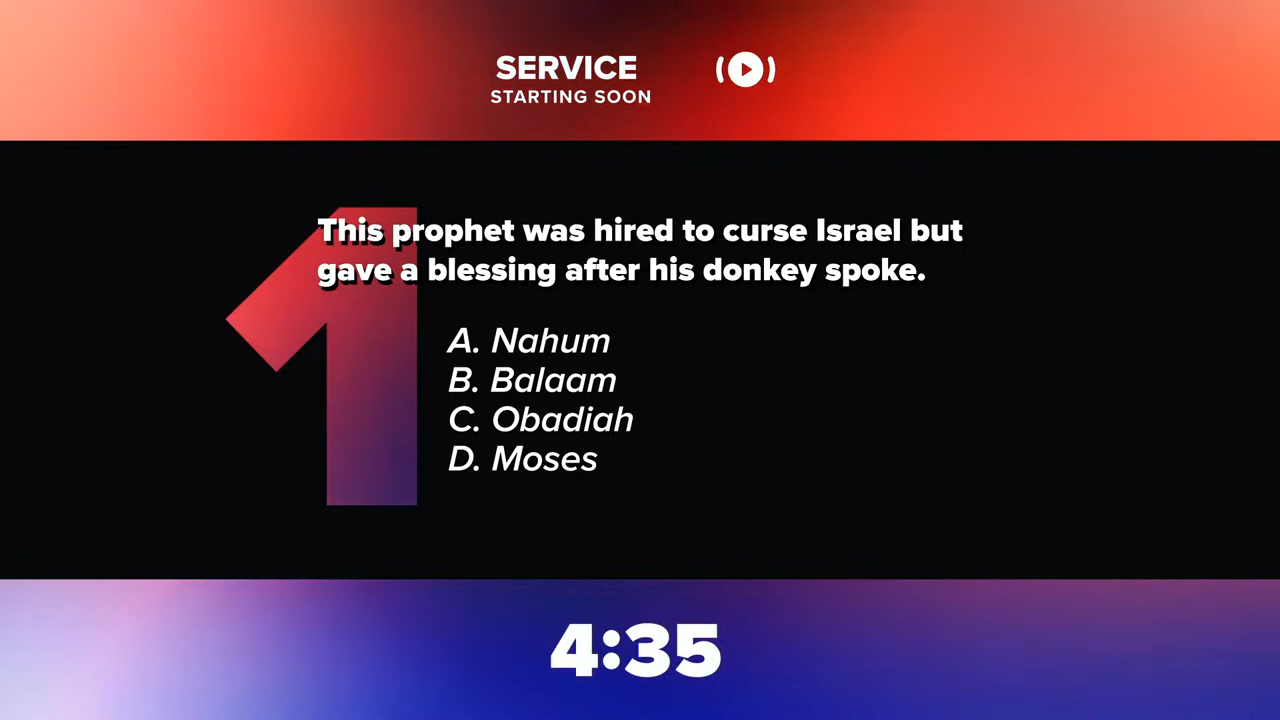 SERVICE
STARTING SOON
1
This prophet was hired to curse Israel but
gave a blessing after his donkey spoke.
A. Nahum
B. Balaam
C. Obadiah
D. Moses
4:35